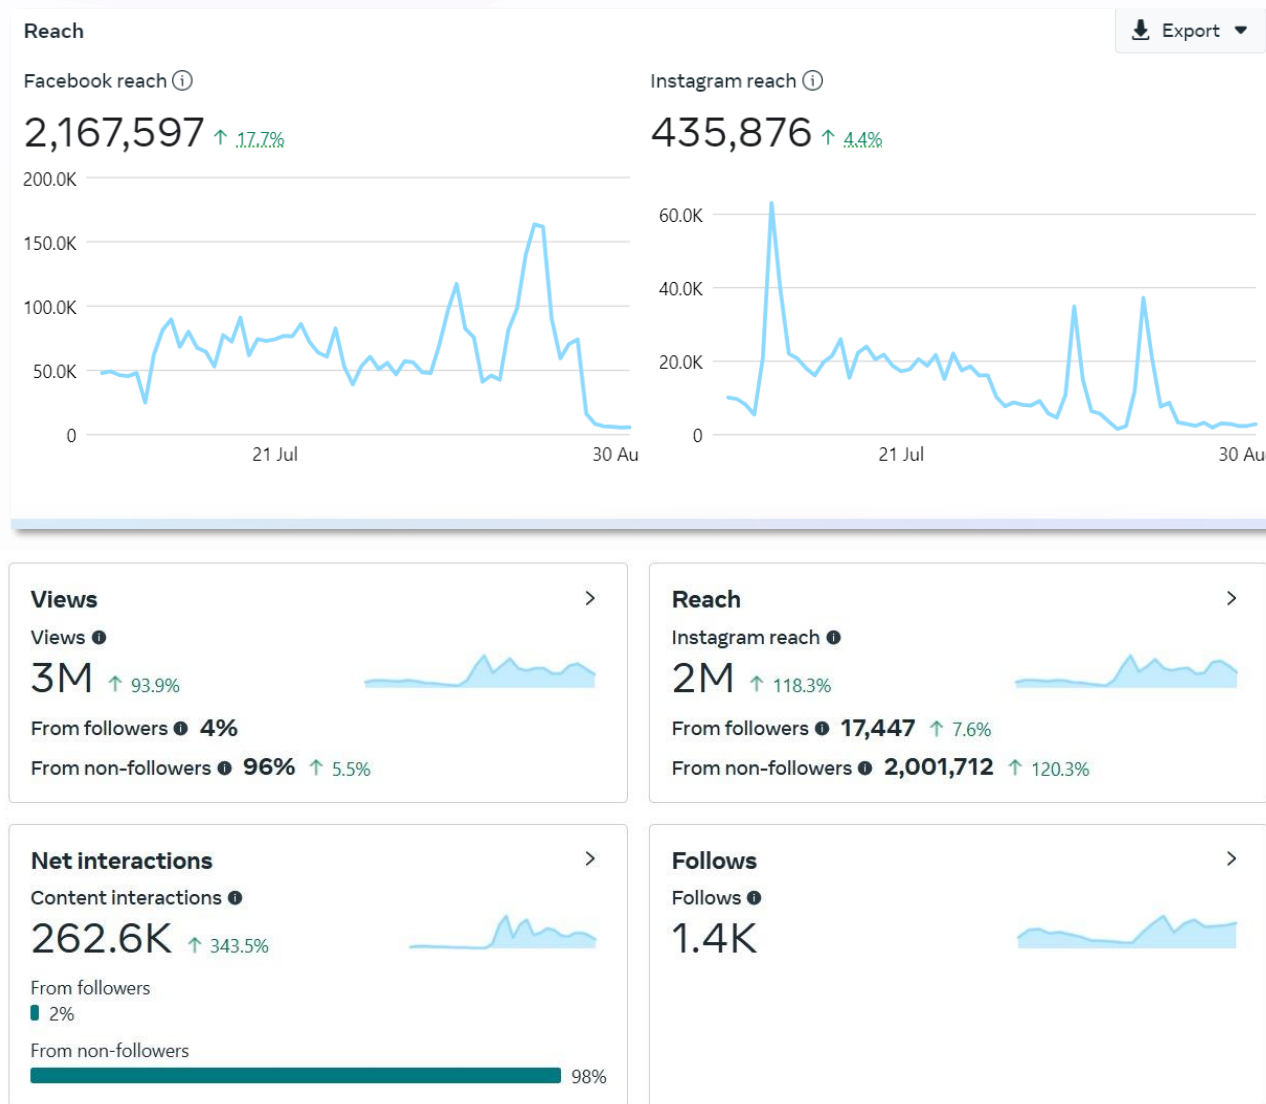 Reach
Export
Facebook reach
2,167,597 ↑ 17.7%
200.0K
150.0K
100.0K
50.0K
0
21 Jul
30 Au
Instagram reach
435,876 ↑ 4.4%
60.0K
40.0K
20.0K
0
21 Jul
30 Au
Views
Views
3M ↑ 93.9%
From followers 4%
From non-followers 96% ↑ 5.5%
Reach
Instagram reach
2M ↑ 118.3%
From followers 17,447 ↑ 7.6%
From non-followers 2,001,712 ↑ 120.3%
Net interactions
Content interactions
262.6K ↑ 343.5%
From followers
2%
From non-followers
98%
Follows
Follows
1.4K